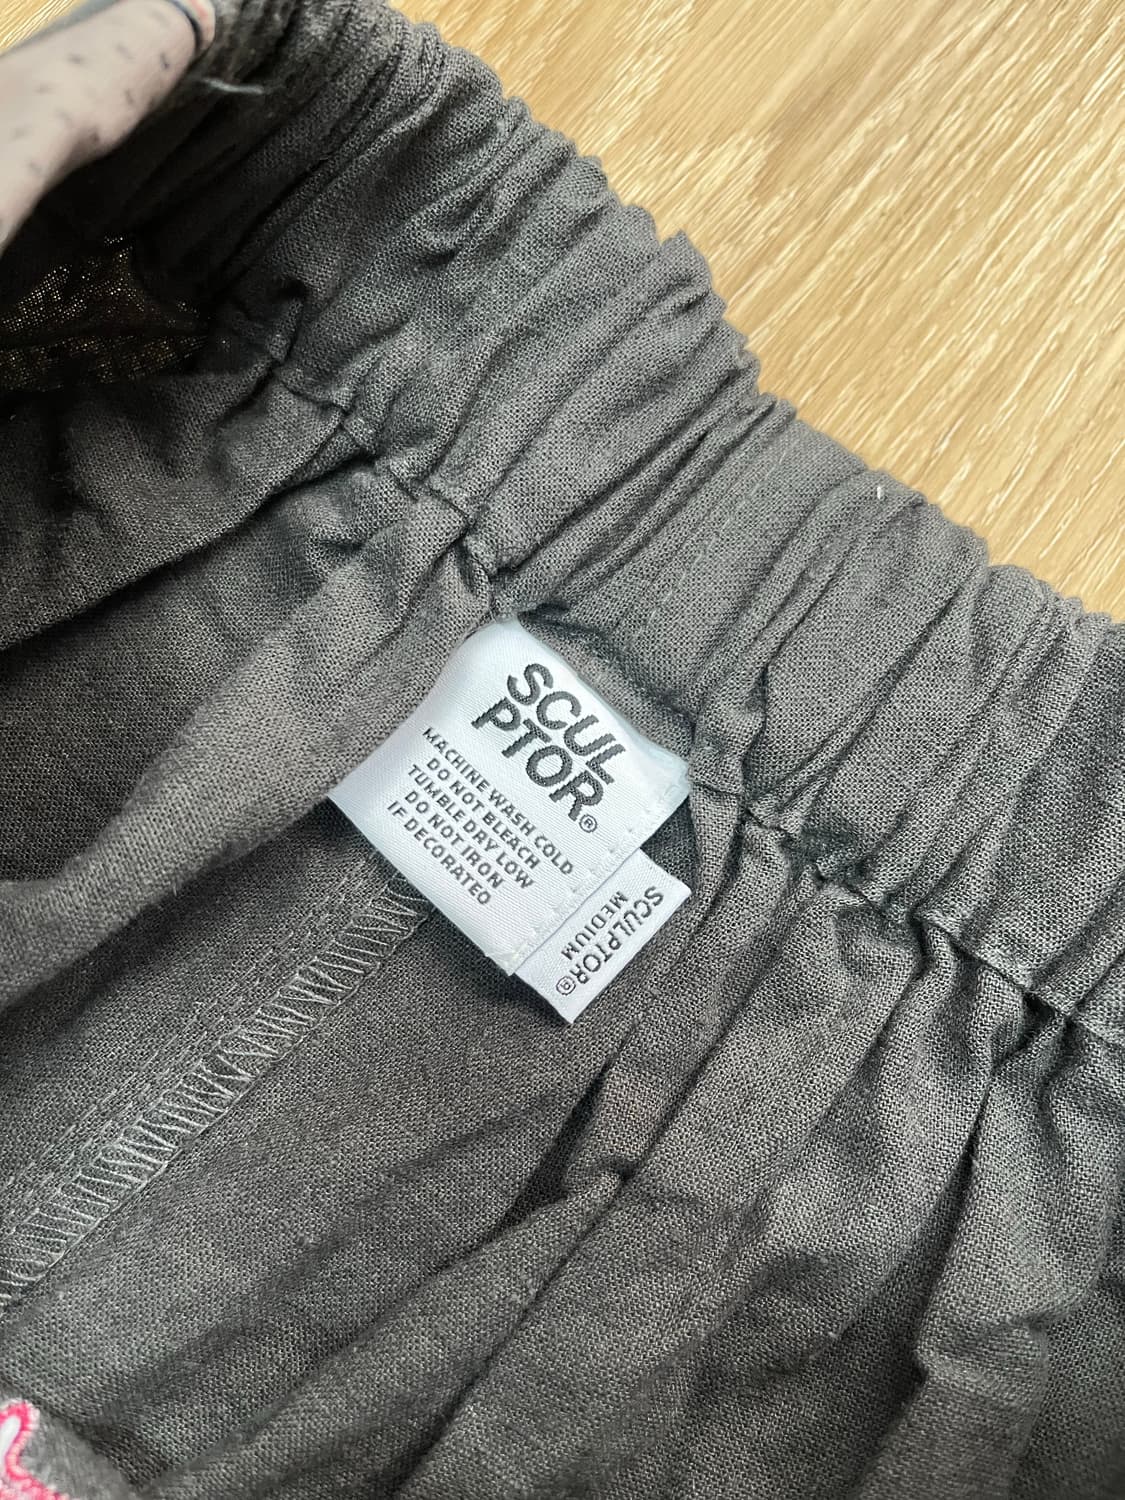 SCUL
PTOR®
MACHINE WASH COLD
DO NOT BLEACH
TUMBLE DRY LOW
DO NOT IRON
IF DECORATED
SCULPTOR®
MEDIUM